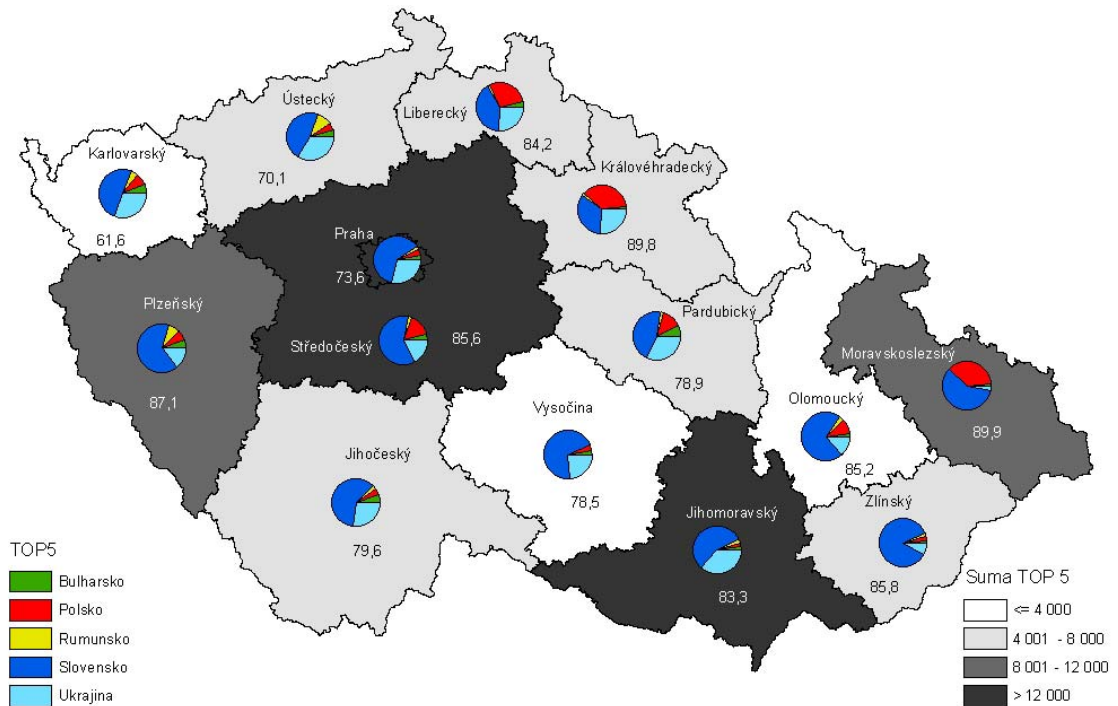 Ústecký
Liberecký
84,2
Karlovarský
70,1
Královéhradecký
61,6
89,8
Praha
73,6
Plzeňský
Pardubický
Středočeský
85,6
Moravskoslezský
78,9
87,1
Olomoucký
Vysočina
89,9
Jihočeský
85,2
78,5
Zlínský
Jihomoravský
79,6
85,8
83,3
TOP5
Bulharsko
Polsko
Rumunsko
Slovensko
Ukrajina
Suma TOP 5
<= 4 000
4 001 - 8 000
8 001 - 12 000
> 12 000